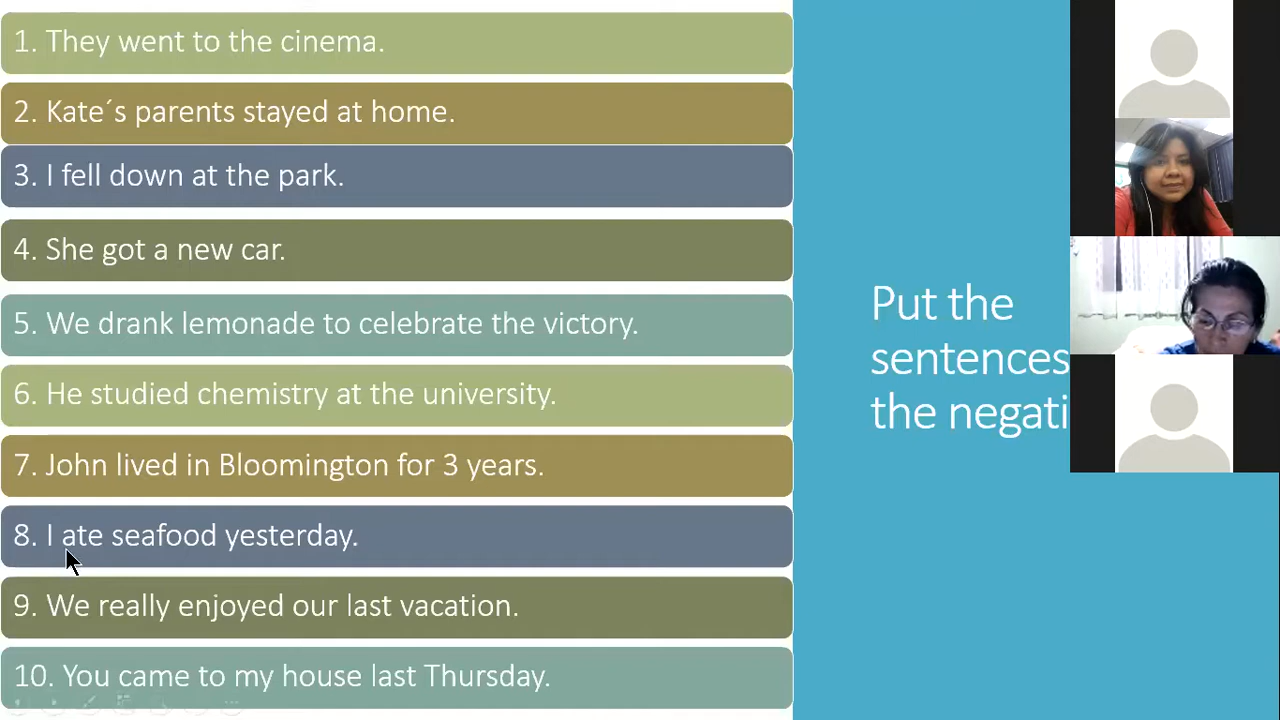 1. They went to the cinema.
2. Kate´s parents stayed at home.
3. I fell down at the park.
4. She got a new car.
5. We drank lemonade to celebrate the victory.
6. He studied chemistry at the university.
7. John lived in Bloomington for 3 years.
8. I ate seafood yesterday.
9. We really enjoyed our last vacation.
10. You came to my house last Thursday.
Put the
sentences
the negati